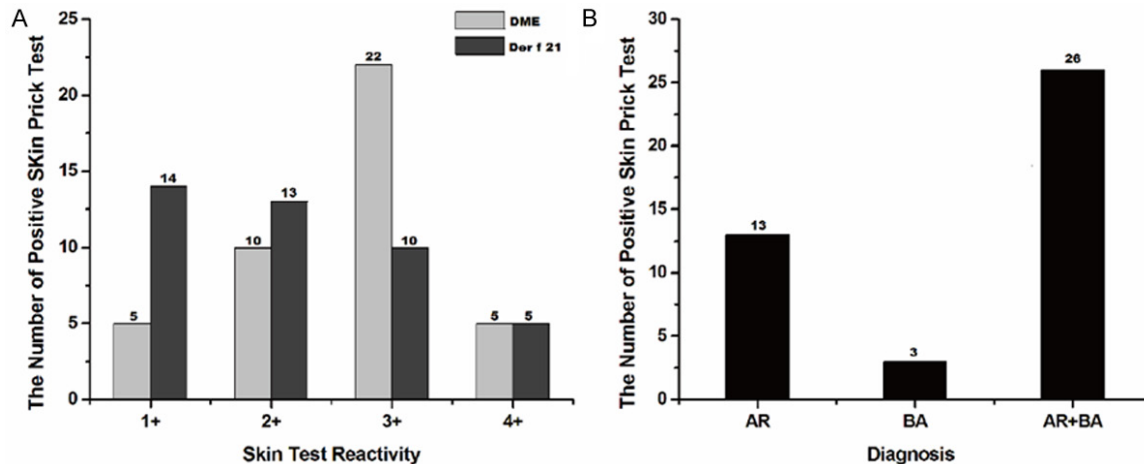 A
The Number of Positive SKin Prick Test
25
20
15
10
5
0
DME
Der f 21
5
14
10
13
22
10
5
5
1+
2+
3+
4+
Skin Test Reactivity
B
The Number of Positive Skin Prick Test
30
25
20
15
10
5
0
13
3
26
AR
BA
AR+BA
Diagnosis